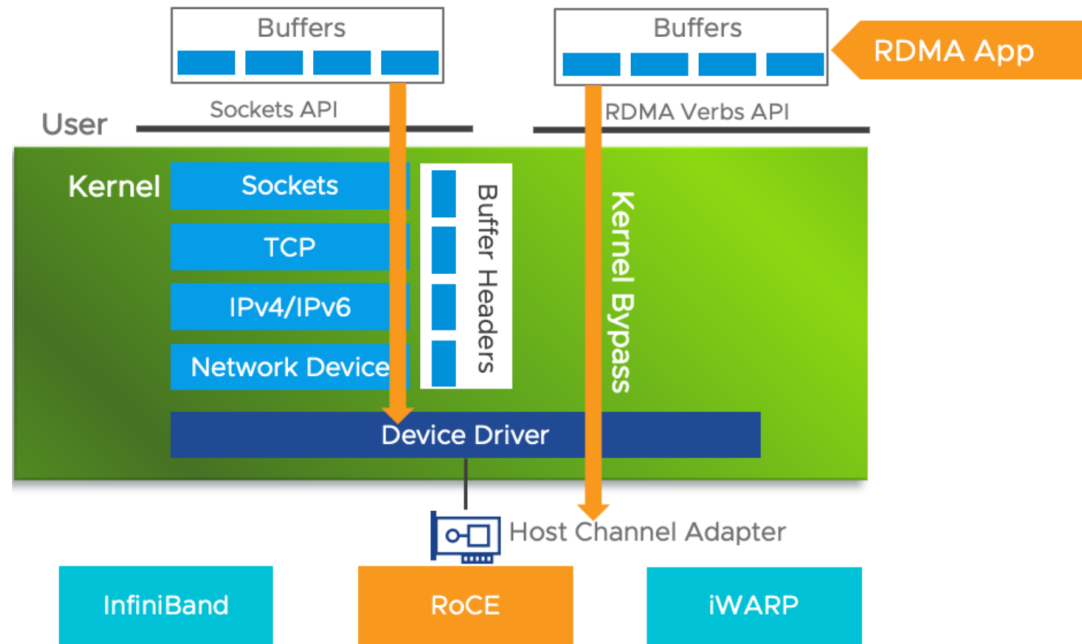 Buffers
Buffers
RDMA App
Sockets API
RDMA Verbs API
User
Kernel
Sockets
TCP
IPv4/IPv6
Network Device
Buffer Headers
Kernel Bypass
Device Driver
Host Channel Adapter
InfiniBand
RoCE
iWARP